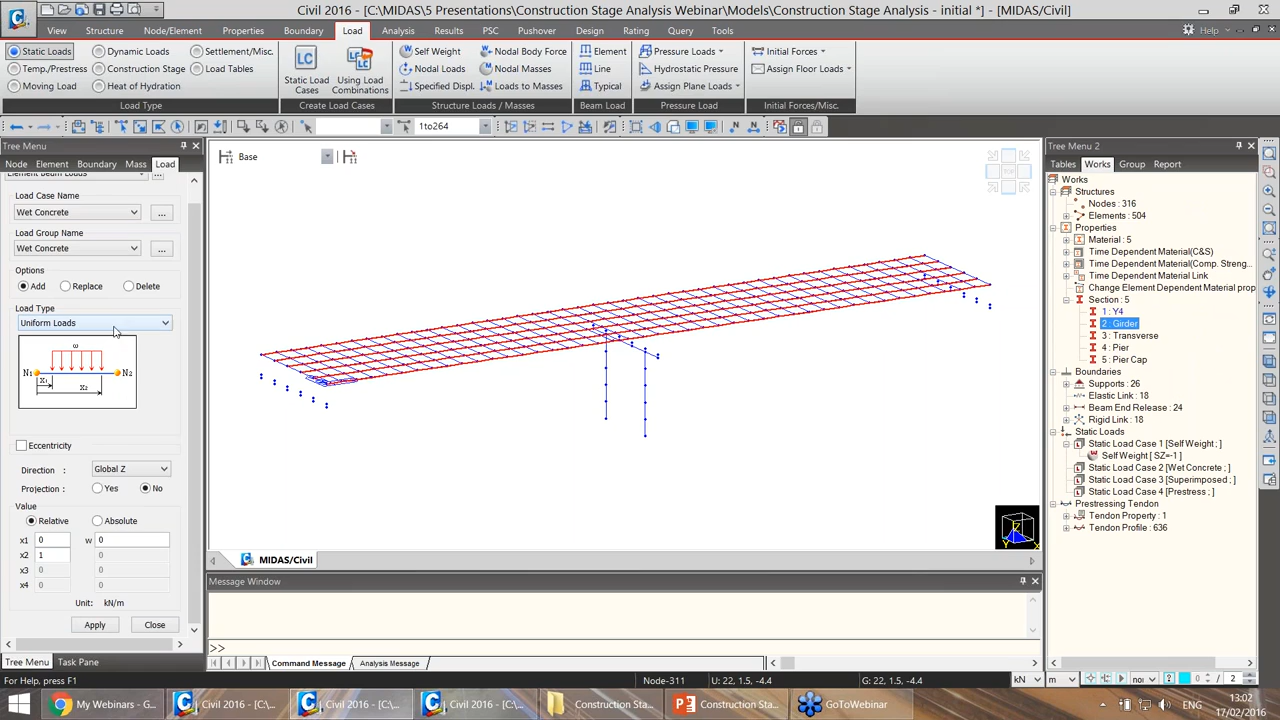 Civil 2016 - [C:\MIDAS\5 Presentations\Construction Stage Analysis Webinar\Models\Construction Stage Analysis - initial *] - [MIDAS/Civil]
View Structure Node/Element Properties Boundary Load Analysis Results PSC Pushover Design Rating Query Tools Help
Static Loads Dynamic Loads Settlement/Misc.
Temp./Prestress Construction Stage Load Tables
Moving Load Heat of Hydration
Load Type
Static Load Cases
Using Load Combinations
Create Load Cases
Self Weight Nodal Body Force
Nodal Loads Nodal Masses
Specified Displ. Loads to Masses
Structure Loads / Masses
Element
Line
Typical
Beam Load
Pressure Loads
Hydrostatic Pressure
Assign Plane Loads
Pressure Load
Initial Forces
Assign Floor Loads
Initial Forces/Misc.
1to264
Tree Menu
Node Element Boundary Mass Load
Element Beam Loads ...
Load Case Name
Wet Concrete ...
Load Group Name
Wet Concrete ...
Options
Add Replace Delete
Load Type
Uniform Loads
ω
N1 N2
x1 x2
Eccentricity
Direction : Global Z
Projection : Yes No
Value
Relative Absolute
x1 0 w 0
x2 1 0
x3 0 0
x4 0 0
Unit: kN/m
Apply Close
Tree Menu Task Pane
Base
TOP
MIDAS/Civil
Message Window
>>
Command Message Analysis Message
Tree Menu 2
Tables Works Group Report
Works
Structures
Nodes : 316
Elements : 504
Properties
Material : 5
Time Dependent Material(C&S)
Time Dependent Material(Comp. Streng...
Time Dependent Material Link
Change Element Dependent Material prop
Section : 5
1 : Y4
2 : Girder
3 : Transverse
4 : Pier
5 : Pier Cap
Boundaries
Supports : 26
Elastic Link : 18
Beam End Release : 24
Rigid Link : 18
Static Loads
Static Load Case 1 [Self Weight ; ]
Self Weight [ SZ=-1 ]
Static Load Case 2 [Wet Concrete ; ]
Static Load Case 3 [Superimposed ; ]
Static Load Case 4 [Prestress ; ]
Prestressing Tendon
Tendon Property : 1
Tendon Profile : 636
For Help, press F1 Node-311 U: 22, 1.5, -4.4 G: 22, 1.5, -4.4 kN m non 0 / 2
My Webinars - G... Civil 2016 - [C:\... Civil 2016 - [C:\... Civil 2016 - [C:\... Construction Sta... Construction Sta... GoToWebinar ENG 13:02
17/02/2016